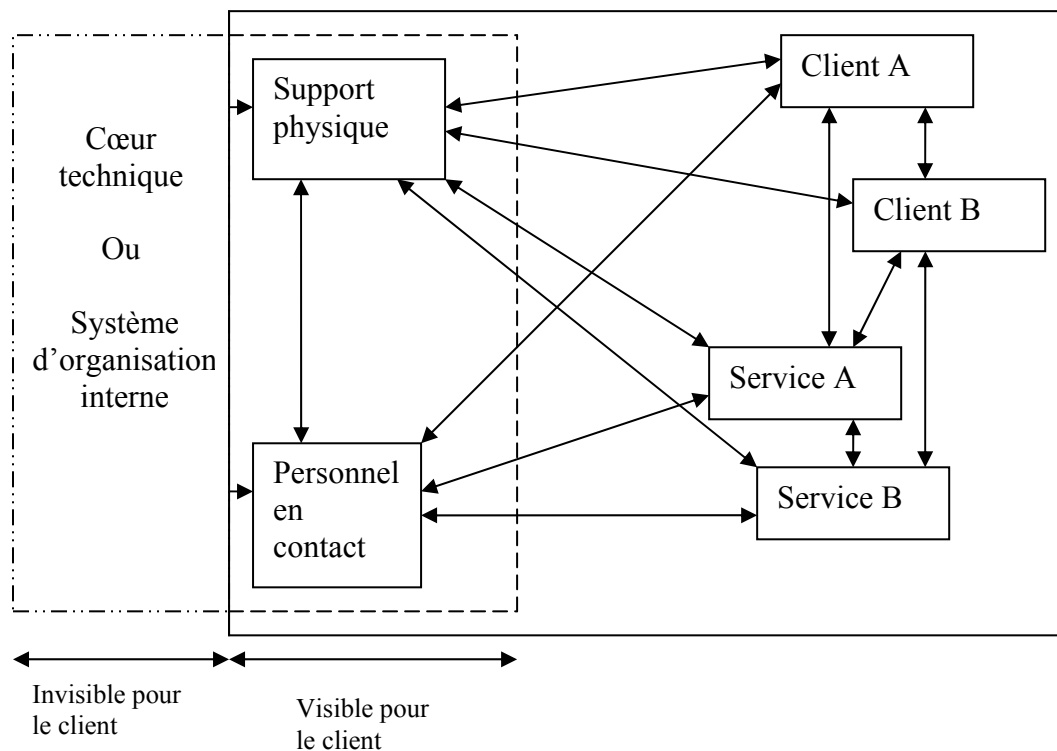 Cœur
technique
Ou
Système
d’organisation
interne
Support
physique
Personnel
en
contact
Client A
Client B
Service A
Service B
Invisible pour
le client
Visible pour
le client